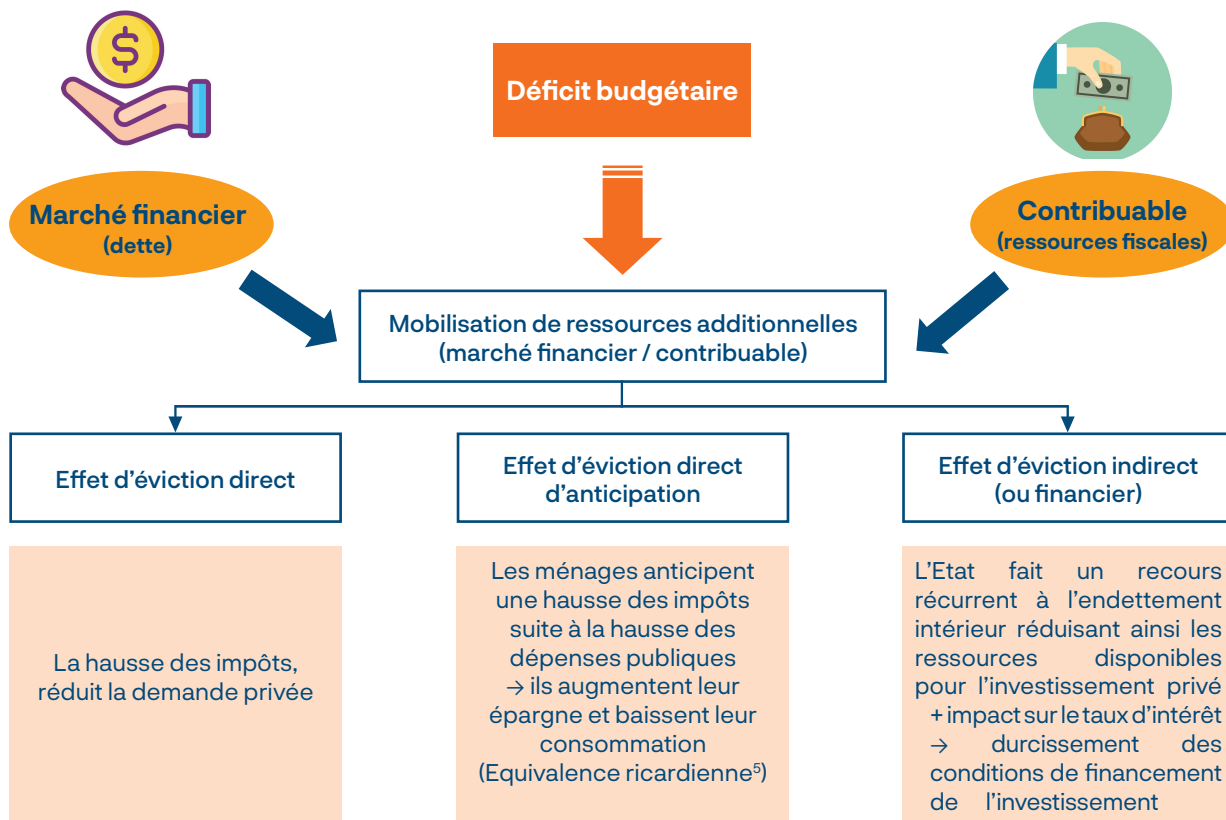 $
Déficit budgétaire
Marché financier
(dette)
Contribuable
(ressources fiscales)
Mobilisation de ressources additionnelles
(marché financier / contribuable)
Effet d’éviction direct
Effet d’éviction direct
d’anticipation
Effet d’éviction indirect
(ou financier)
La hausse des impôts,
réduit la demande privée
Les ménages anticipent
une hausse des impôts
suite à la hausse des
dépenses publiques
→ ils augmentent leur
épargne et baissent leur
consommation
(Equivalence ricardienne⁵)
L’Etat fait un recours
récurrent à l’endettement
intérieur réduisant ainsi les
ressources disponibles
pour l’investissement privé
+ impact sur le taux d’intérêt
→ durcissement des
conditions de financement
de l’investissement